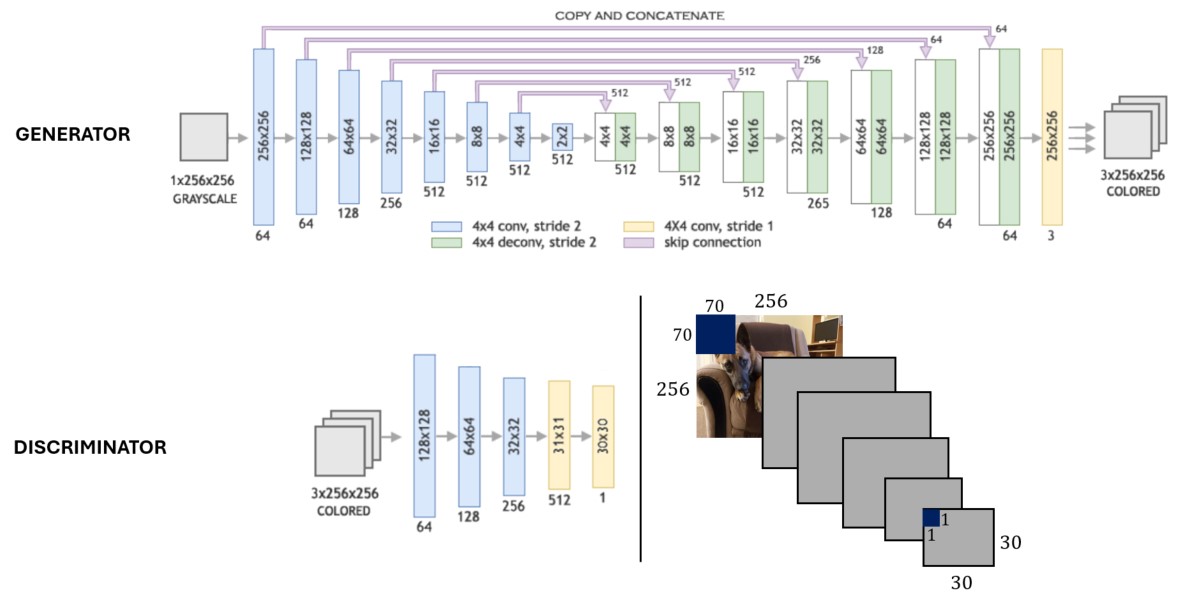 COPY AND CONCATENATE
64
64
128
256
512
512
512
GENERATOR
256x256
128x128
64x64
32x32
16x16
8x8
4x4
2x2
4x4
4x4
8x8
8x8
16x16
16x16
32x32
32x32
64x64
64x64
128x128
128x128
256x256
256x256
256x256
1x256x256
GRAYSCALE
64
64
128
256
512
512
512
512
512
512
512
265
128
64
64
3
3x256x256
COLORED
4x4 conv, stride 2
4x4 deconv, stride 2
4X4 conv, stride 1
skip connection
DISCRIMINATOR
3x256x256
COLORED
128x128
64x64
32x32
31x31
30x30
64
128
256
512
1
70
256
70
256
1
1
30
30